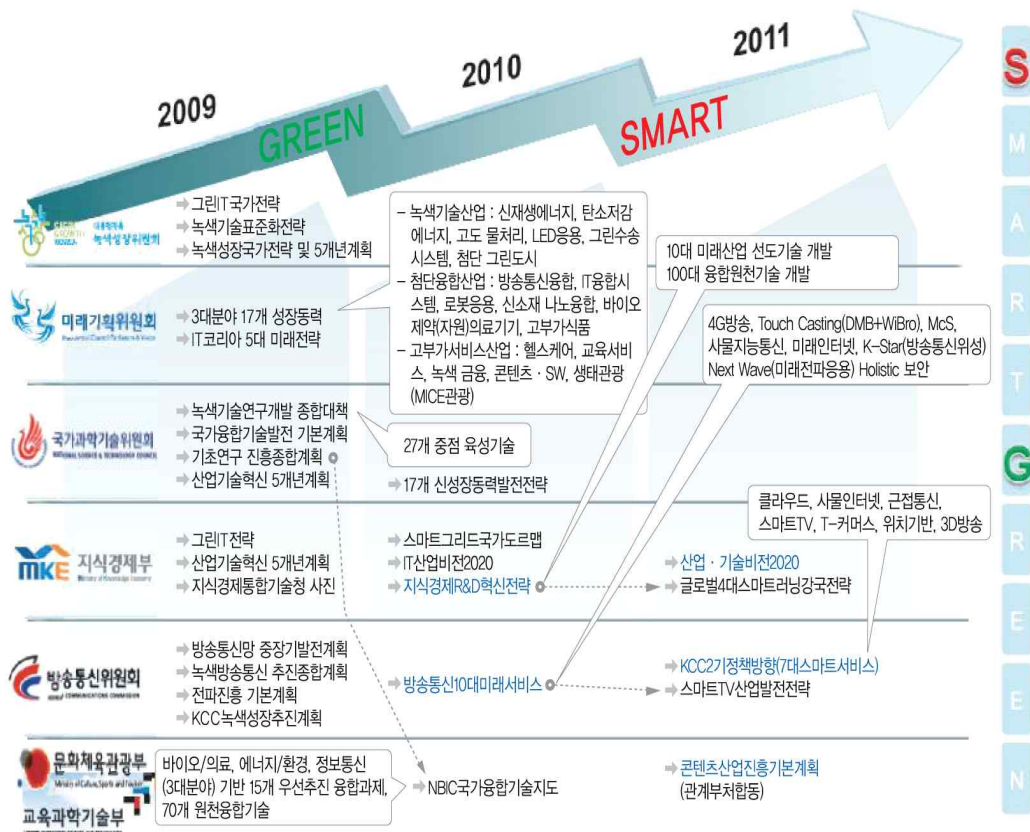 2009
2010
2011
GREEN
SMART
S
M
A
R
T
G
R
E
E
N
녹색성장위원회
➡그린IT 국가전략
➡녹색기술표준화전략
➡녹색성장국가전략 및 5개년계획
미래기획위원회
➡3대분야 17개 성장동력
➡IT코리아 5대 미래전략
– 녹색기술산업 : 신재생에너지, 탄소저감
에너지, 고도 물처리, LED응용, 그린수송
시스템, 첨단 그린도시
– 첨단융합산업 : 방송통신융합, IT융합시
스템, 로봇응용, 신소재 나노융합, 바이오
제약(자원)의료기기, 고부가식품
– 고부가서비스산업 : 헬스케어, 교육서비
스, 녹색 금융, 콘텐츠 · SW, 생태관광
(MICE관광)
10대 미래산업 선도기술 개발
100대 융합원천기술 개발
4G방송, Touch Casting(DMB+WiBro), McS,
사물지능통신, 미래인터넷, K-Star(방송통신위성)
Next Wave(미래전파응용) Holistic 보안
국가과학기술위원회
NATIONAL SCIENCE & TECHNOLOGY COUNCIL
➡녹색기술연구개발 종합대책
➡국가융합기술발전 기본계획
➡기초연구 진흥종합계획
➡산업기술혁신 5개년계획
27개 중점 육성기술
➡17개 신성장동력발전전략
클라우드, 사물인터넷, 근접통신,
스마트TV, T-커머스, 위치기반, 3D방송
MKE 지식경제부
Ministry of Knowledge Economy
➡그린IT전략
➡산업기술혁신 5개년계획
➡지식경제통합기술청 사진
➡스마트그리드국가도르맵
➡IT산업비전2020
➡지식경제R&D혁신전략
➡산업 · 기술비전2020
➡글로벌4대스마트러닝강국전략
방송통신위원회
KOREA COMMUNICATIONS COMMISSION
➡방송통신망 중장기발전계획
➡녹색방송통신 추진종합계획
➡전파진흥 기본계획
➡KCC녹색성장추진계획
➡방송통신10대미래서비스
➡KCC2기정책방향(7대스마트서비스)
➡스마트TV산업발전전략
문화체육관광부
Ministry of Culture, Sports and Tourism
교육과학기술부
바이오/의료, 에너지/환경, 정보통신
(3대분야) 기반 15개 우선추진 융합과제,
70개 원천융합기술
➡NBIC국가융합기술지도
➡콘텐츠산업진흥기본계획
(관계부처합동)